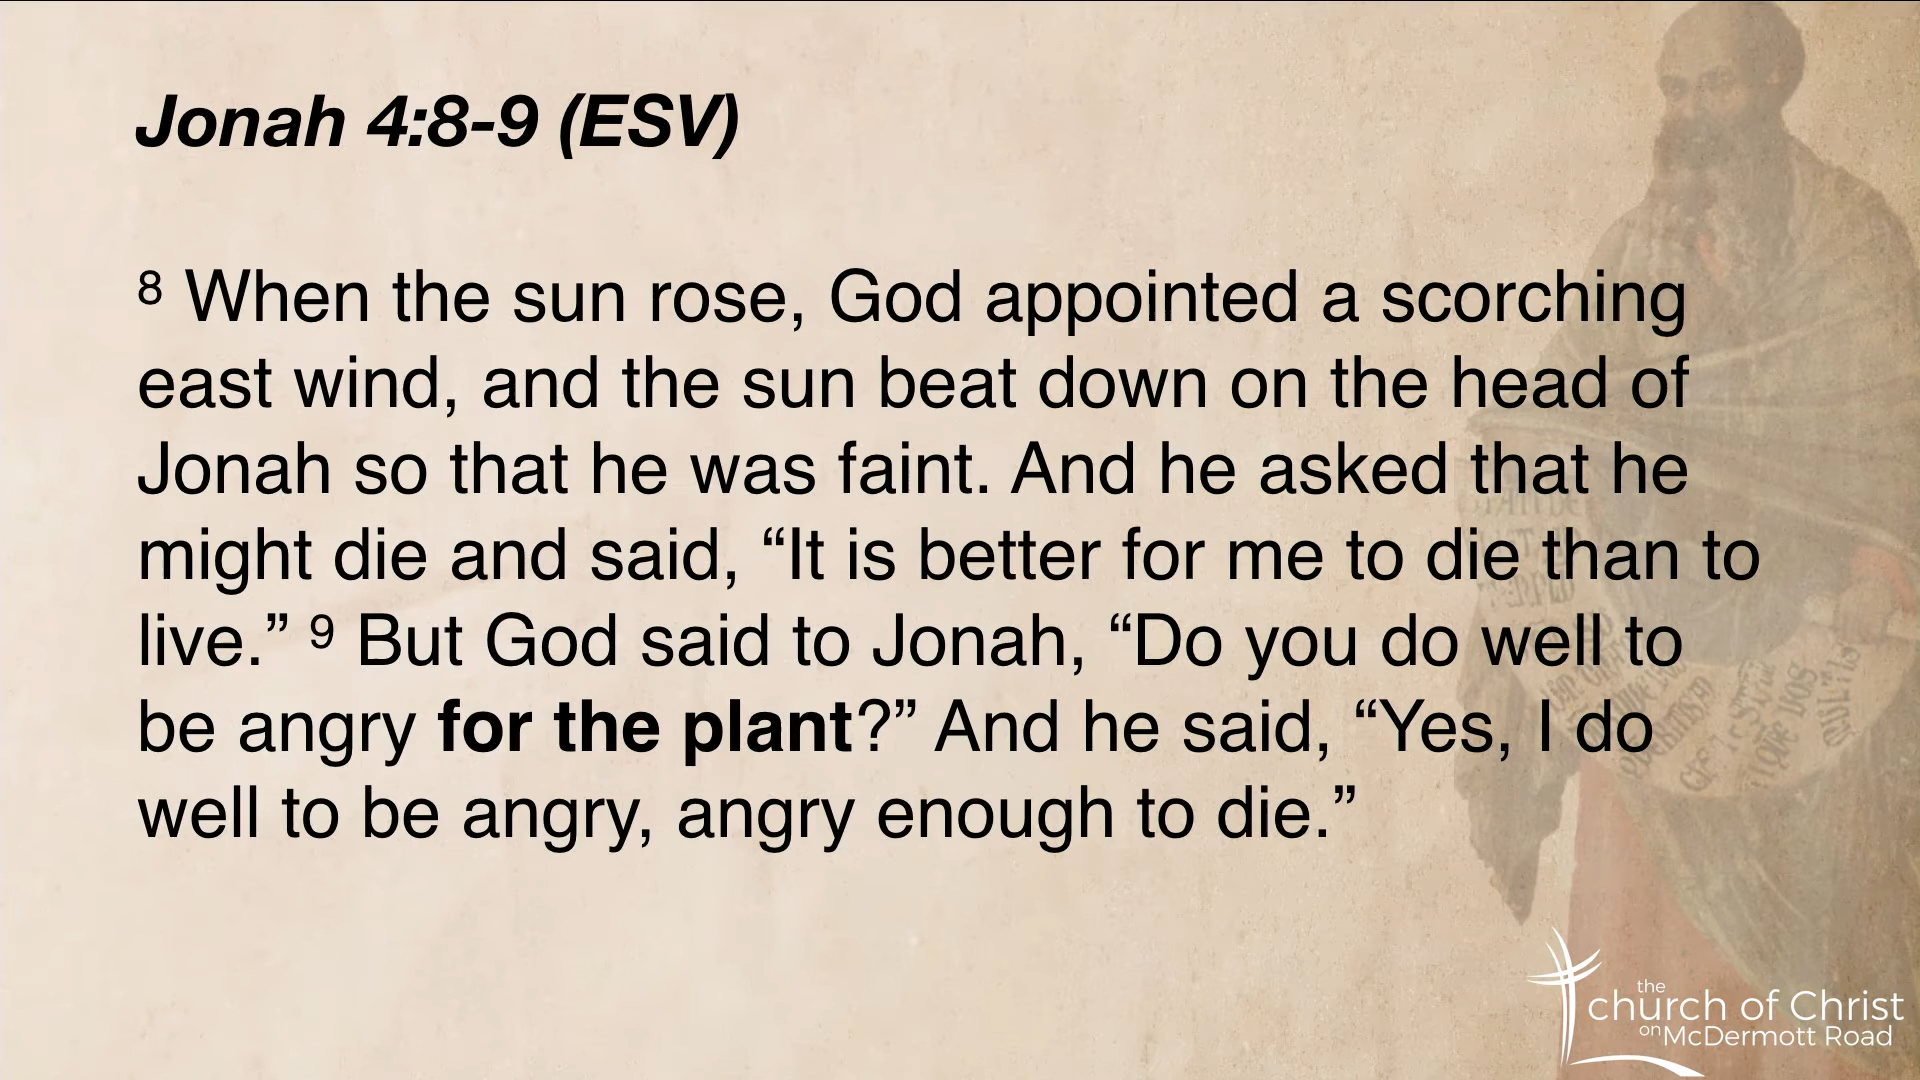 Jonah 4:8-9 (ESV)
8 When the sun rose, God appointed a scorching
east wind, and the sun beat down on the head of
Jonah so that he was faint. And he asked that he
might die and said, “It is better for me to die than to
live.” 9 But God said to Jonah, “Do you do well to
be angry for the plant?” And he said, “Yes, I do
well to be angry, angry enough to die.”
the
church of Christ
on McDermott Road